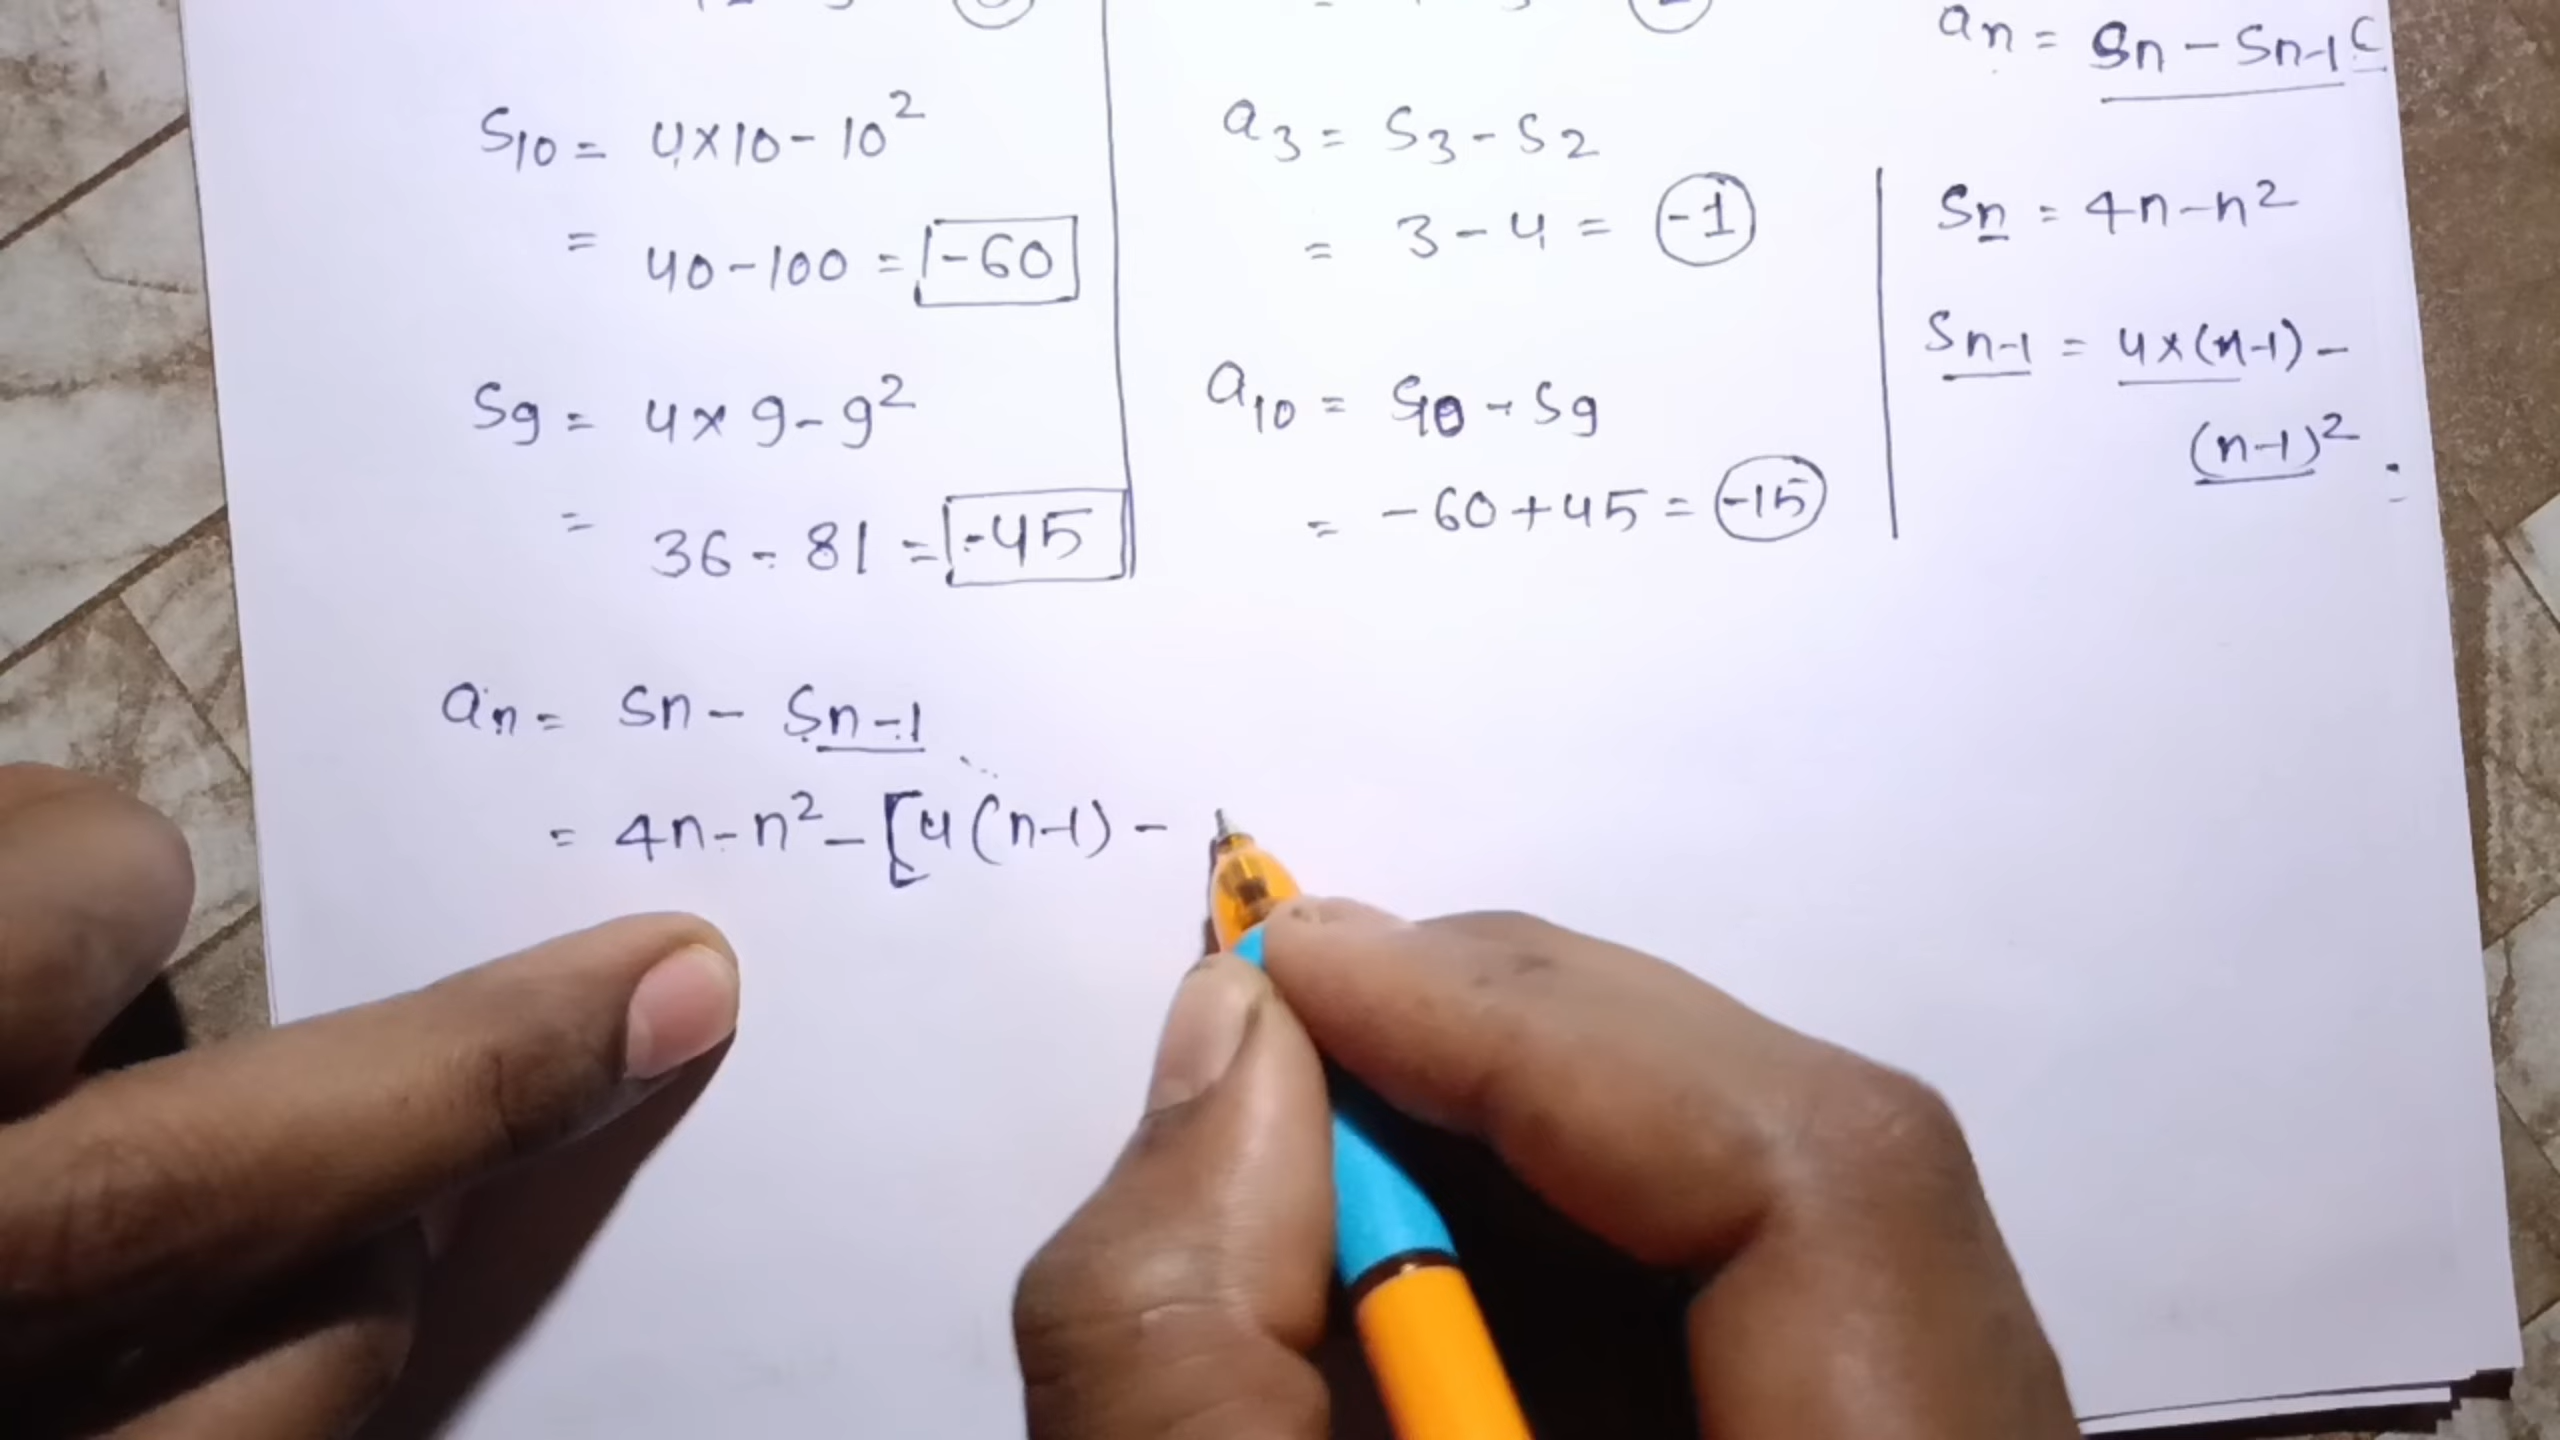 S10 = 4×10 - 10²
= 40-100 = -60
S9 = 4×9-9²
= 36-81 = -45
a3 = S3-S2
= 3-4 = -1
a10 = S10-S9
= -60+45 = -15
an = Sn - Sn-1
Sn = 4n-n²
Sn-1 = 4×(n-1) -
(n-1)²
an = Sn - Sn-1
= 4n-n² - [4(n-1) -